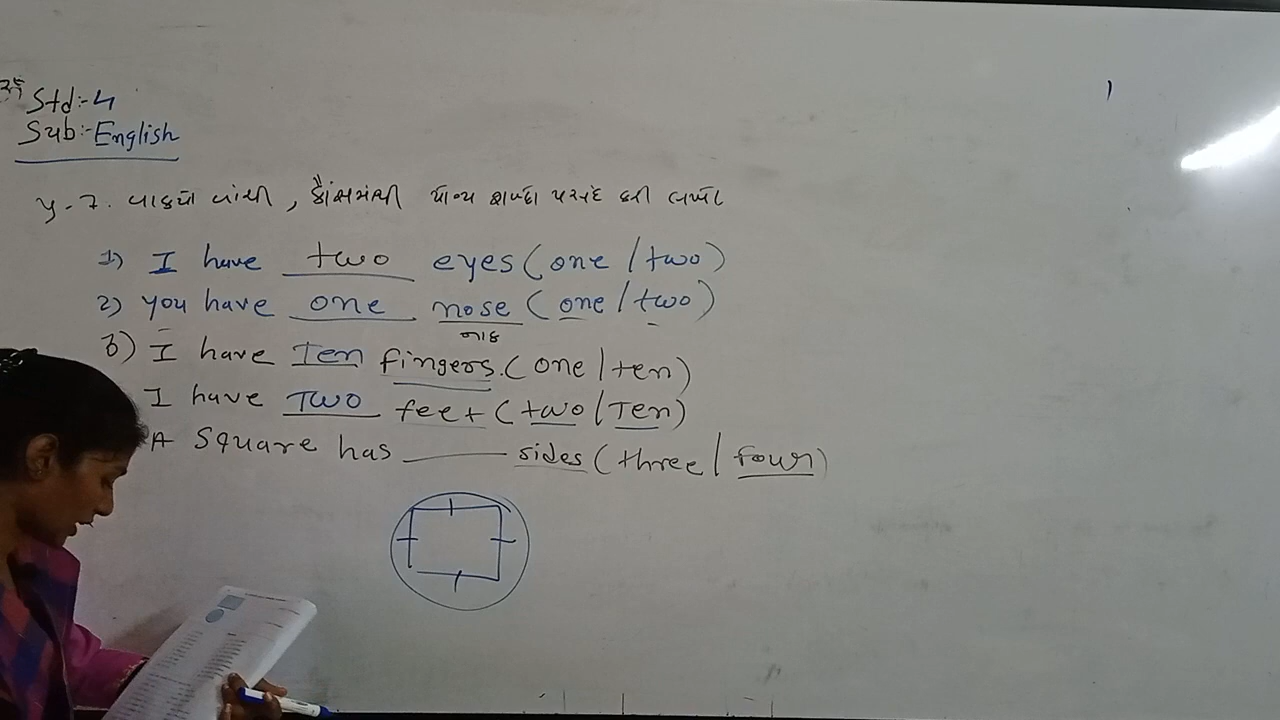 Std:-4
Sub:-English
પ્ર-7. વાક્યો વાંચી, કૌંસમાંથી યોગ્ય શબ્દો પસંદ કરી લખો
1) I have two eyes (one / two)
2) you have one nose (one / two)
નાક
3) I have Ten fingers. (one / ten)
I have Two feet (two / Ten)
A square has ______ sides (three / four)